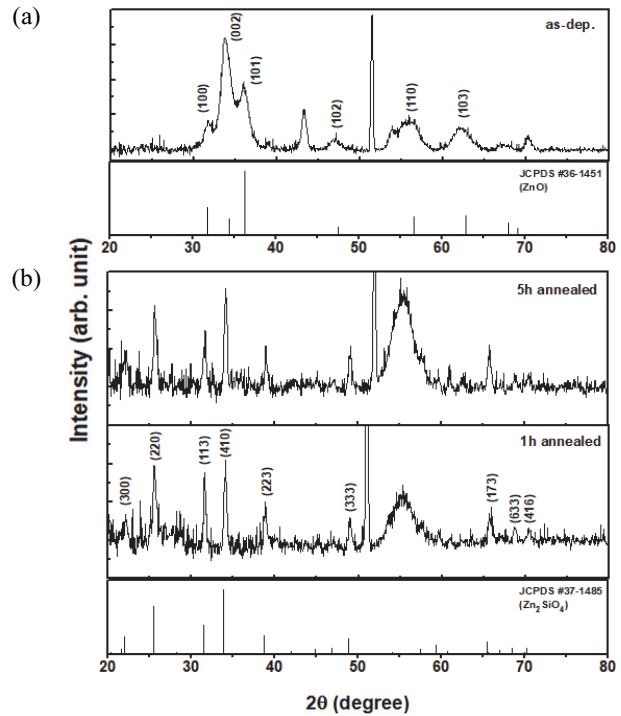 (a)
as-dep.
(100)
(002)
(101)
(102)
(110)
(103)
JCPDS #36-1451
(ZnO)
20 30 40 50 60 70 80
(b)
5h annealed
Intensity (arb. unit)
1h annealed
(300)
(220)
(113)
(410)
(223)
(333)
(173)
(633)
(416)
JCPDS #37-1485
(Zn₂SiO₄)
20 30 40 50 60 70 80
2θ (degree)